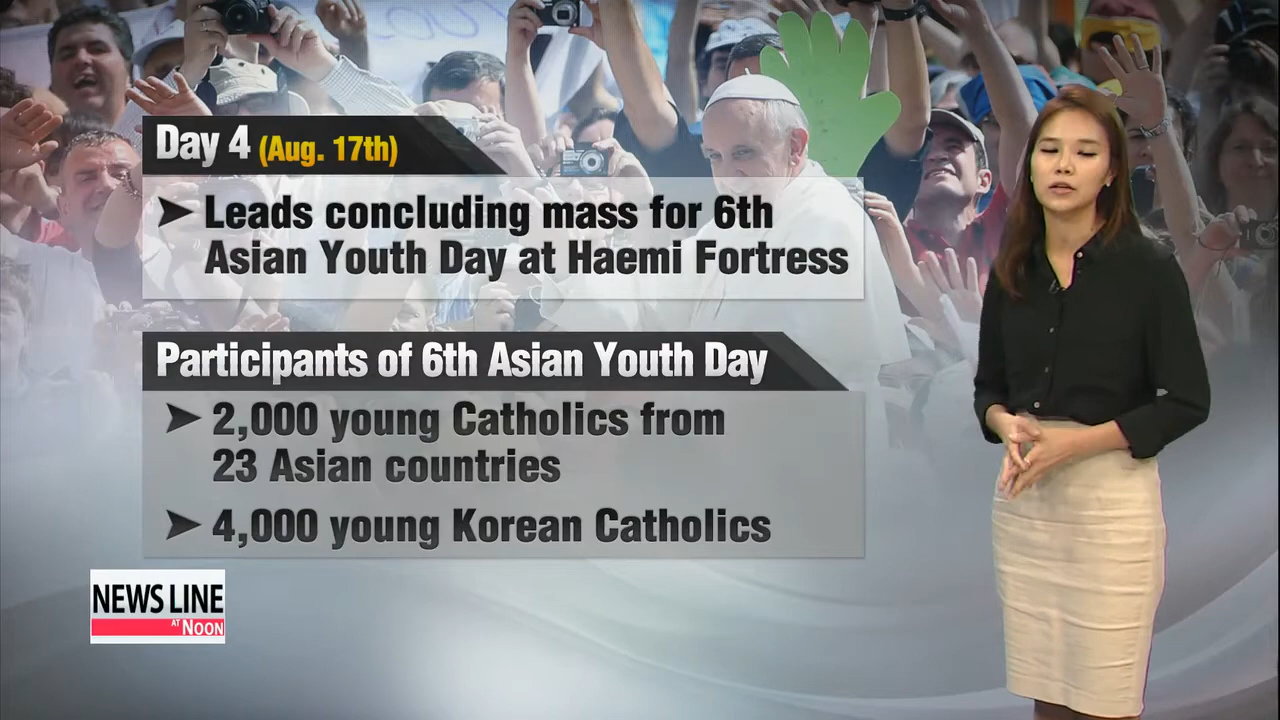 Day 4 (Aug. 17th)
➤ Leads concluding mass for 6th
Asian Youth Day at Haemi Fortress
Participants of 6th Asian Youth Day
➤ 2,000 young Catholics from
23 Asian countries
➤ 4,000 young Korean Catholics
NEWS LINE
AT NOON